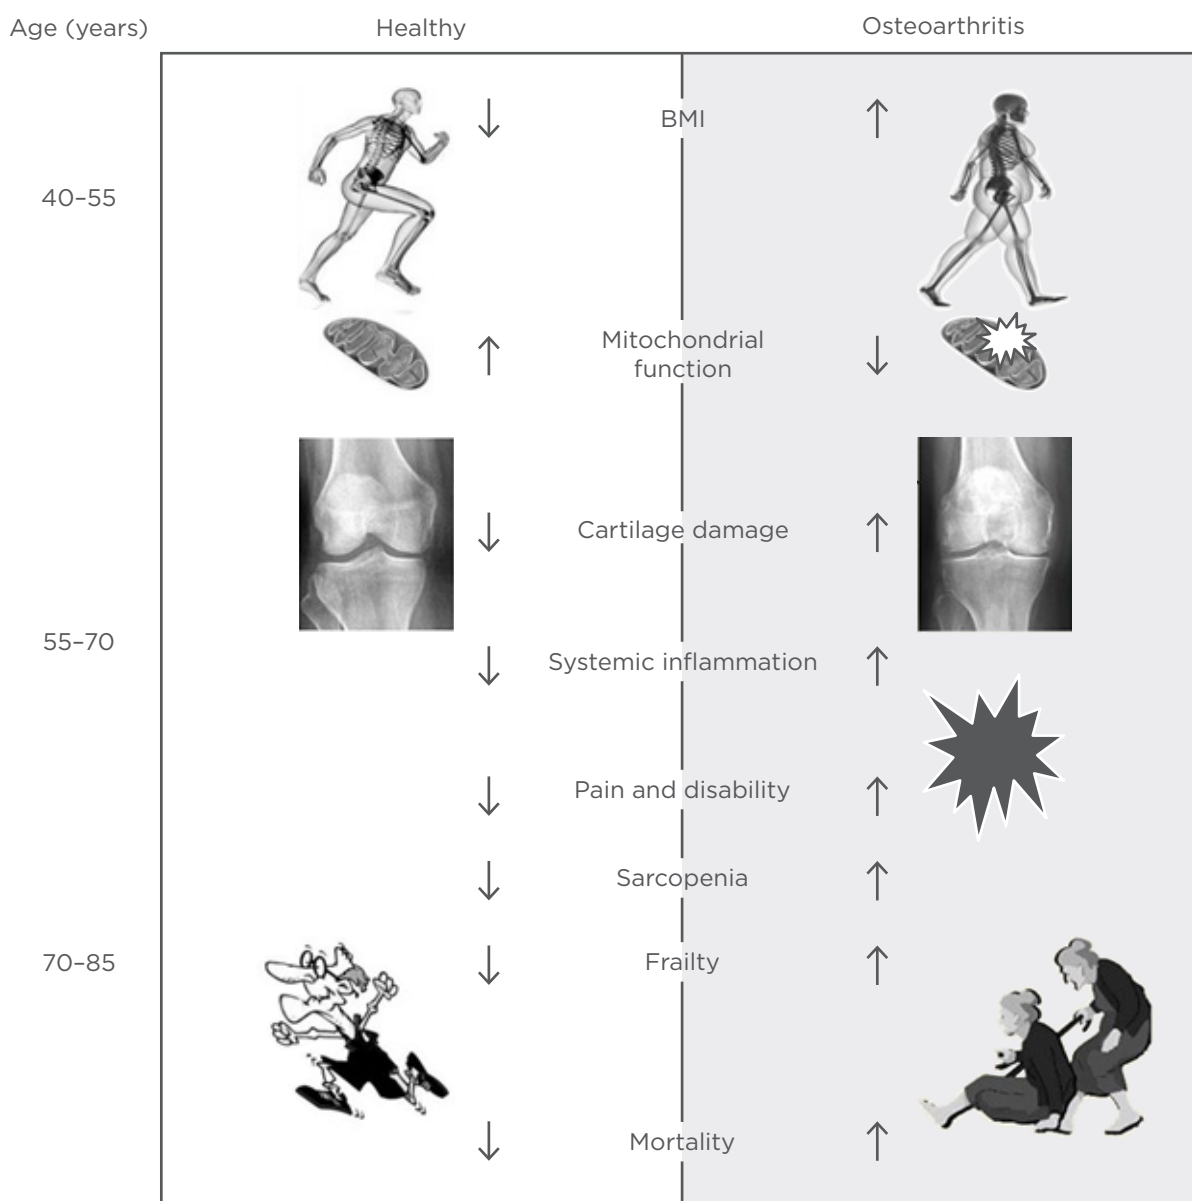 Age (years) Healthy Osteoarthritis
↓ BMI ↑
40–55
Mitochondrial
function
↑ ↓
↓ Cartilage damage ↑
55–70
↓ Systemic inflammation ↑
↓ Pain and disability ↑
↓ Sarcopenia ↑
70–85 ↓ Frailty ↑
↓ Mortality ↑